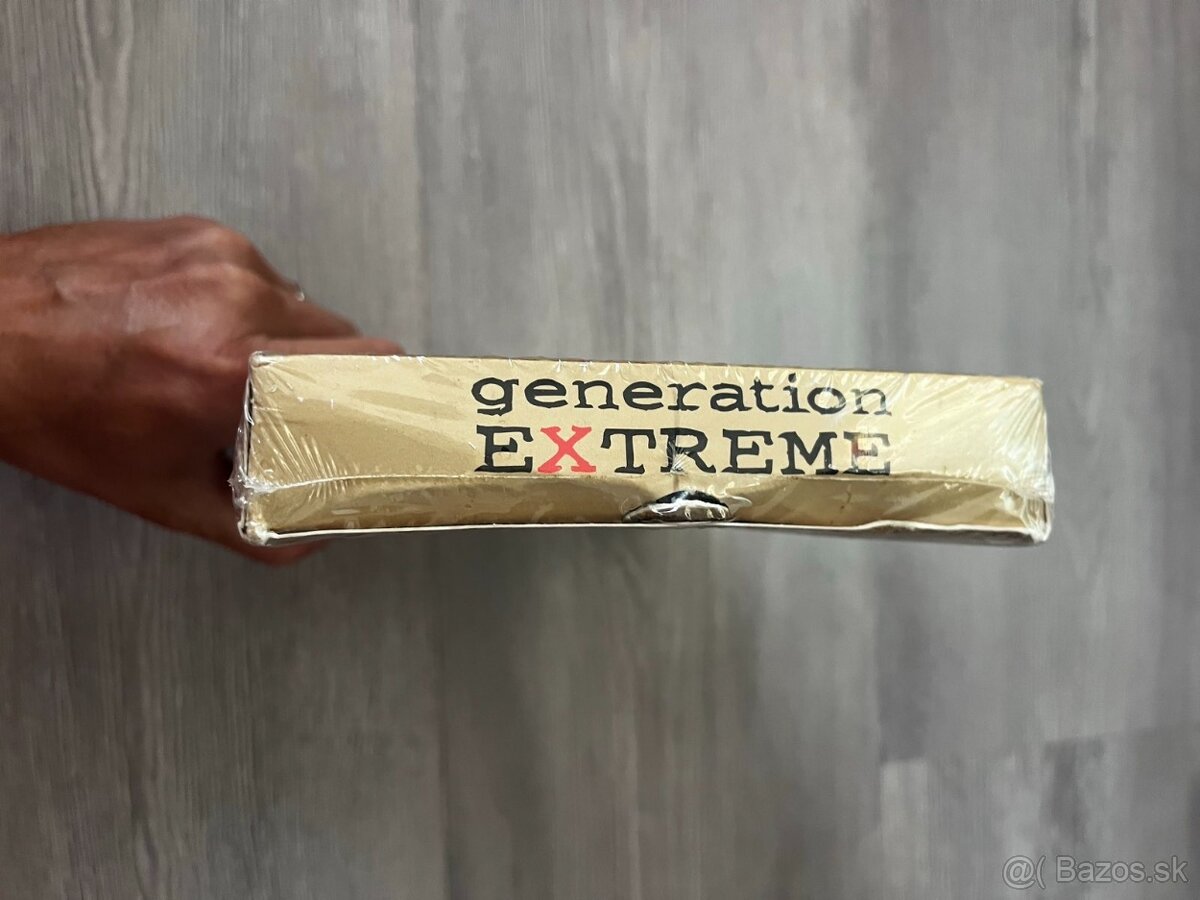 generation
EXTREME
@( Bazos.sk